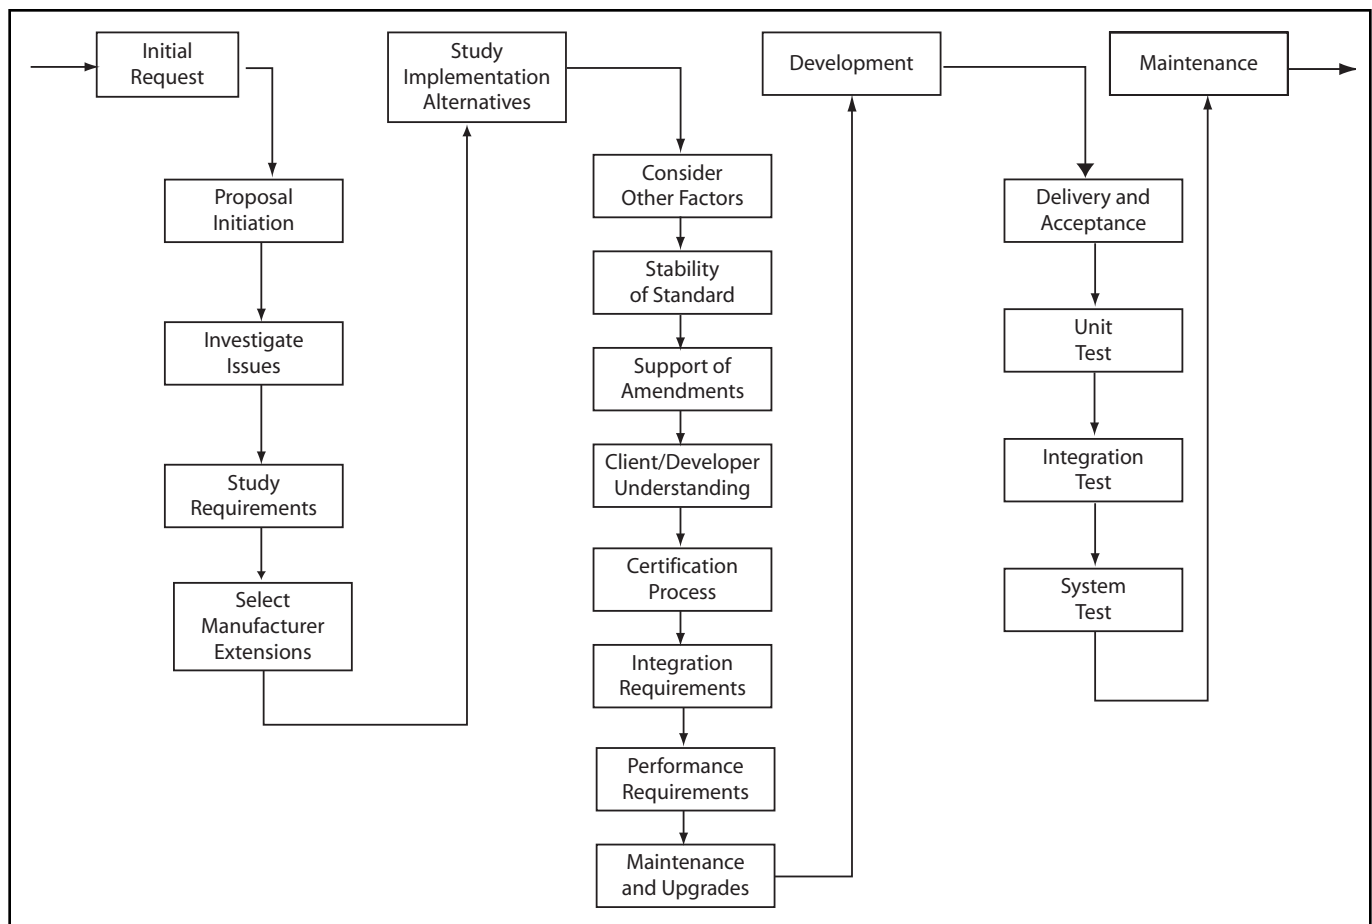 Initial
Request
Proposal
Initiation
Investigate
Issues
Study
Requirements
Select
Manufacturer
Extensions
Study
Implementation
Alternatives
Consider
Other Factors
Stability
of Standard
Support of
Amendments
Client/Developer
Understanding
Certification
Process
Integration
Requirements
Performance
Requirements
Maintenance
and Upgrades
Development
Delivery and
Acceptance
Unit
Test
Integration
Test
System
Test
Maintenance